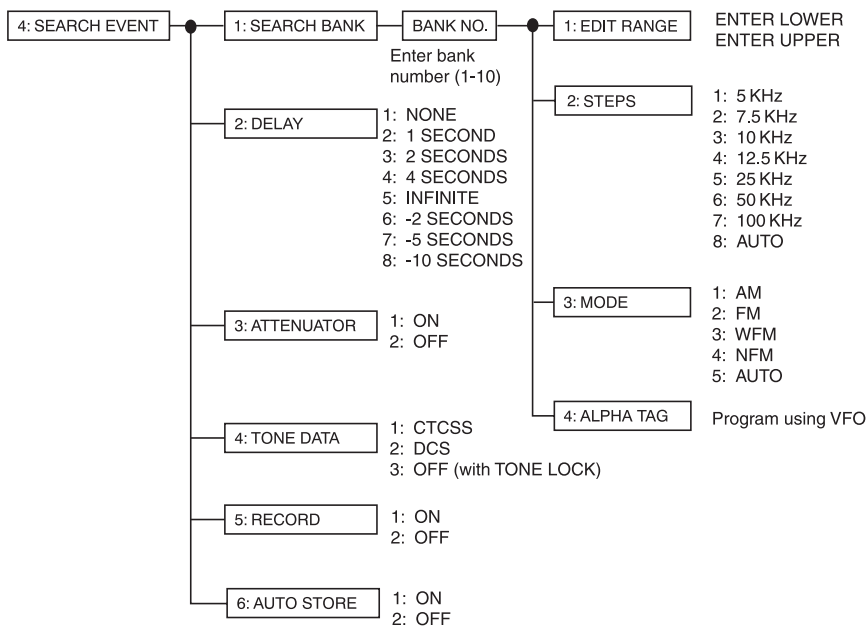 4: SEARCH EVENT
1: SEARCH BANK
BANK NO.
Enter bank
number (1-10)
1: EDIT RANGE
ENTER LOWER
ENTER UPPER
2: STEPS
1: 5 KHz
2: 7.5 KHz
3: 10 KHz
4: 12.5 KHz
5: 25 KHz
6: 50 KHz
7: 100 KHz
8: AUTO
3: MODE
1: AM
2: FM
3: WFM
4: NFM
5: AUTO
4: ALPHA TAG
Program using VFO
2: DELAY
1: NONE
2: 1 SECOND
3: 2 SECONDS
4: 4 SECONDS
5: INFINITE
6: -2 SECONDS
7: -5 SECONDS
8: -10 SECONDS
3: ATTENUATOR
1: ON
2: OFF
4: TONE DATA
1: CTCSS
2: DCS
3: OFF (with TONE LOCK)
5: RECORD
1: ON
2: OFF
6: AUTO STORE
1: ON
2: OFF